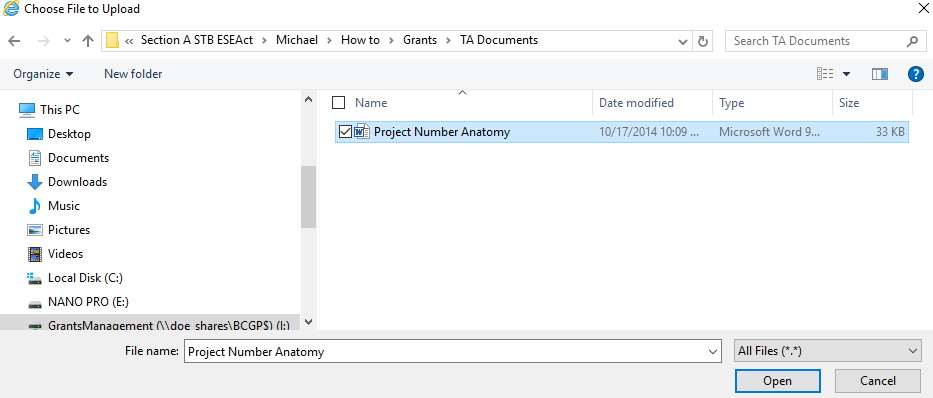 Choose File to Upload
« Section A STB ESEAct > Michael > How to > Grants > TA Documents
Search TA Documents
Organize New folder
This PC
Desktop
Documents
Downloads
Music
Pictures
Videos
Local Disk (C:)
NANO PRO (E:)
GrantsManagement (\\doe_shares\BCGP$) (I:)
Name Date modified Type Size
Project Number Anatomy 10/17/2014 10:09 ... Microsoft Word 9... 33 KB
File name: Project Number Anatomy All Files (*.*)
Open Cancel